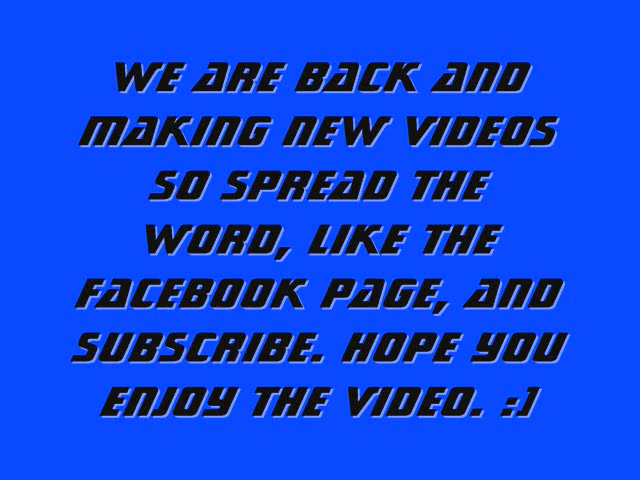 WE ARE BACK AND
MAKING NEW VIDEOS
SO SPREAD THE
WORD, LIKE THE
FACEBOOK PAGE, AND
SUBSCRIBE. HOPE YOU
ENJOY THE VIDEO. :]